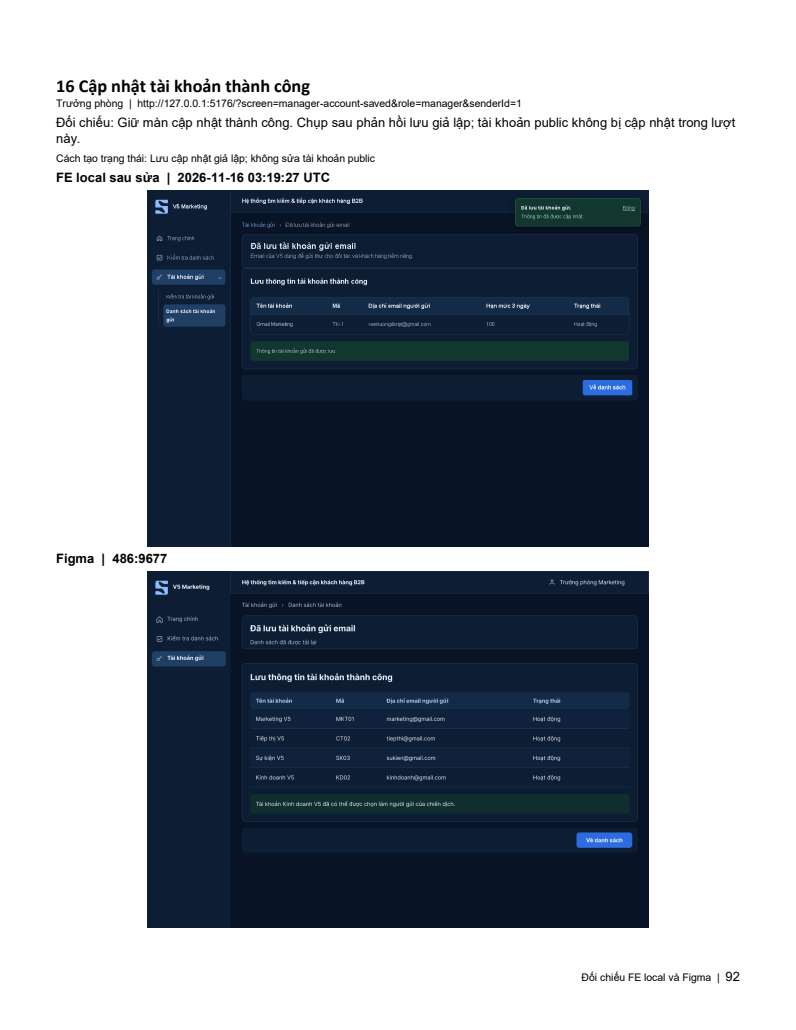 16 Cập nhật tài khoản thành công
Trưởng phòng | http://127.0.0.1:5176/?screen=manager-account-saved&role=manager&senderId=1
Đối chiếu: Giữ màn cập nhật thành công. Chụp sau phản hồi lưu giả lập; tài khoản public không bị cập nhật trong lượt
này.
Cách tạo trạng thái: Lưu cập nhật giả lập; không sửa tài khoản public
FE local sau sửa | 2026-11-16 03:19:27 UTC
V5 Marketing
Hệ thống tìm kiếm & tiếp cận khách hàng B2B
Đã lưu tài khoản gửi. Đóng
Thông tin đã được cập nhật.
Tài khoản gửi › Đã lưu tài khoản gửi email
Trang chính
Kiểm tra danh sách
Tài khoản gửi
Kiểm tra tài khoản gửi
Danh sách tài khoản
gửi
Đã lưu tài khoản gửi email
Email của V5 dùng để gửi thư cho đối tác và khách hàng tiềm năng
Lưu thông tin tài khoản thành công
Tên tài khoản Mã Địa chỉ email người gửi Hạn mức 3 ngày Trạng thái
Gmail Marketing TK-1 100 Hoạt động
Thông tin tài khoản gửi đã được lưu.
Về danh sách
Figma | 486:9677
V5 Marketing
Hệ thống tìm kiếm & tiếp cận khách hàng B2B
Trưởng phòng Marketing
Tài khoản gửi › Danh sách tài khoản
Trang chính
Kiểm tra danh sách
Tài khoản gửi
Đã lưu tài khoản gửi email
Danh sách đã được tải lại
Lưu thông tin tài khoản thành công
Tên tài khoản Mã Địa chỉ email người gửi Trạng thái
Marketing V5 MKT01 marketing@gmail.com Hoạt động
Tiếp thị V5 CT02 tiepthi@gmail.com Hoạt động
Sự kiện V5 SK03 sukien@gmail.com Hoạt động
Kinh doanh V5 KD02 kinhdoanh@gmail.com Hoạt động
Tài khoản Kinh doanh V5 đã có thể được chọn làm người gửi của chiến dịch.
Về danh sách
Đối chiếu FE local và Figma | 92